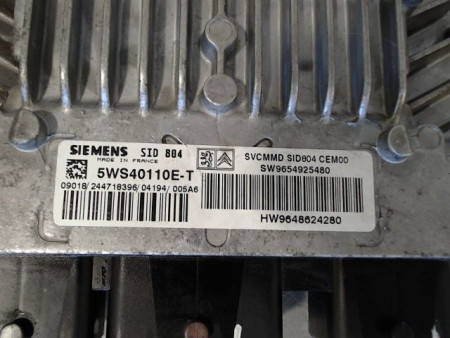 SIEMENS SID 804
MADE IN FRANCE
5WS40110E-T
09018/244718396/04194/005A6
SVCMMD SID804 CEM00
SW9654925480
HW9648624280